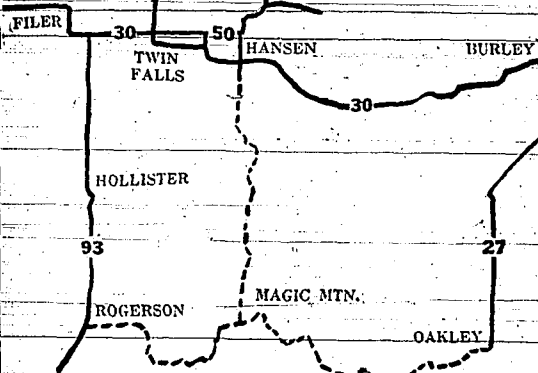 FILER
30
50
HANSEN
BURLEY
TWIN
FALLS
30
HOLLISTER
93
27
MAGIC MTN.
ROGERSON
OAKLEY